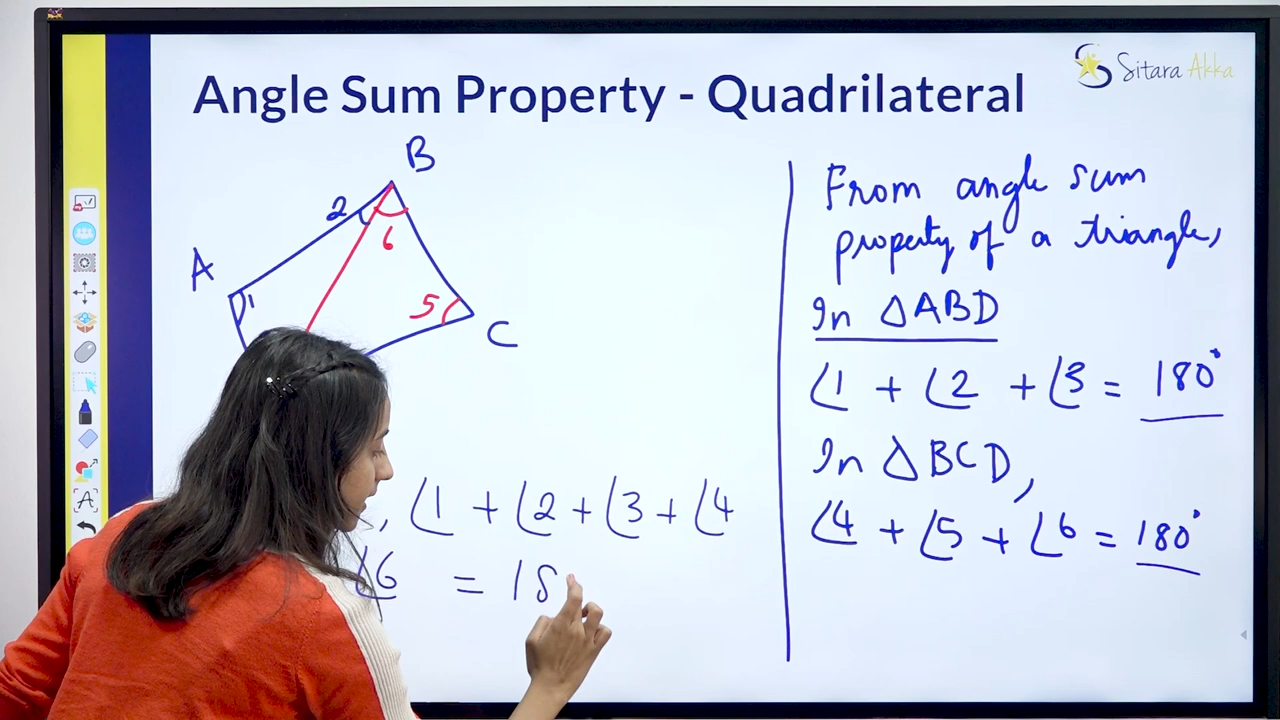 Angle Sum Property - Quadrilateral
Sitara Akka
B
2
6
A
1
5
C
, ∠1 + ∠2 + ∠3 + ∠4
∠6 = 18
From angle sum
property of a triangle,
In △ABD
∠1 + ∠2 + ∠3 = 180°
In △BCD,
∠4 + ∠5 + ∠6 = 180°